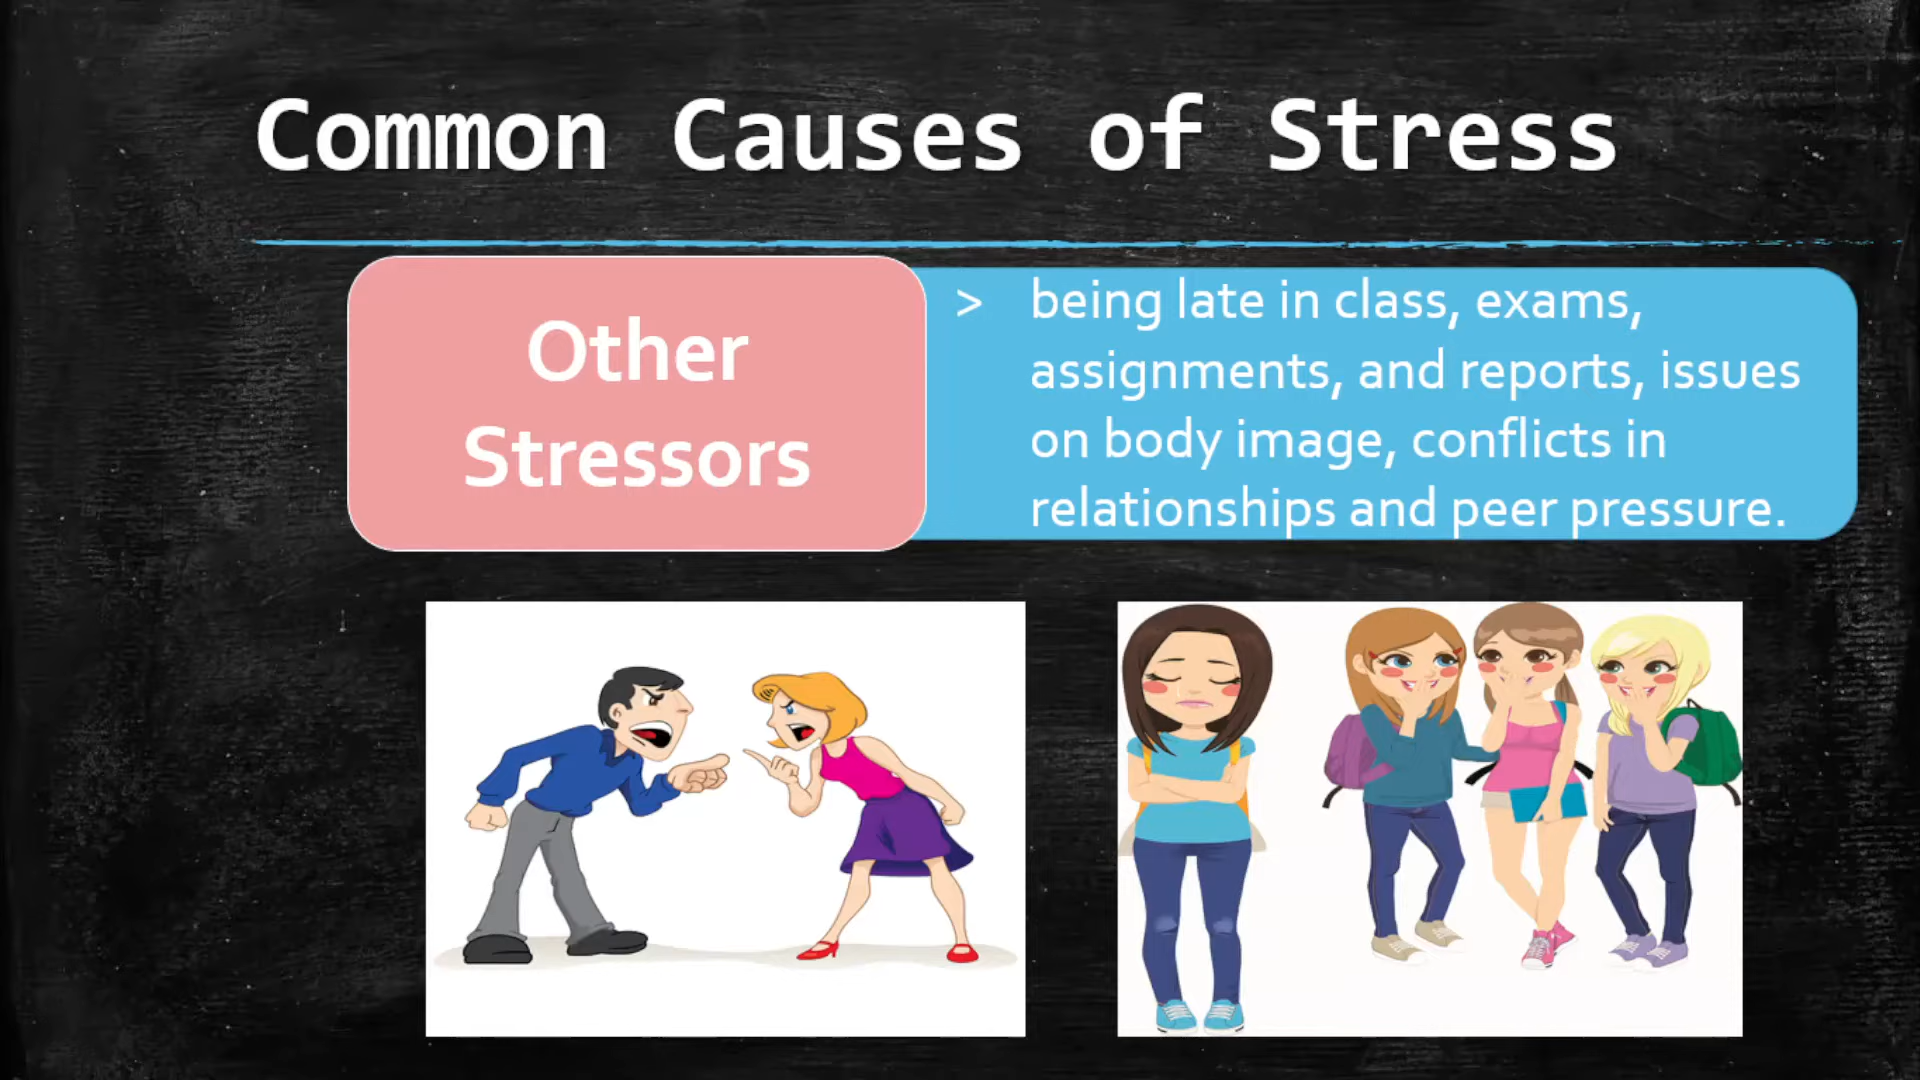 Common Causes of Stress
Other
Stressors
> being late in class, exams,
assignments, and reports, issues
on body image, conflicts in
relationships and peer pressure.